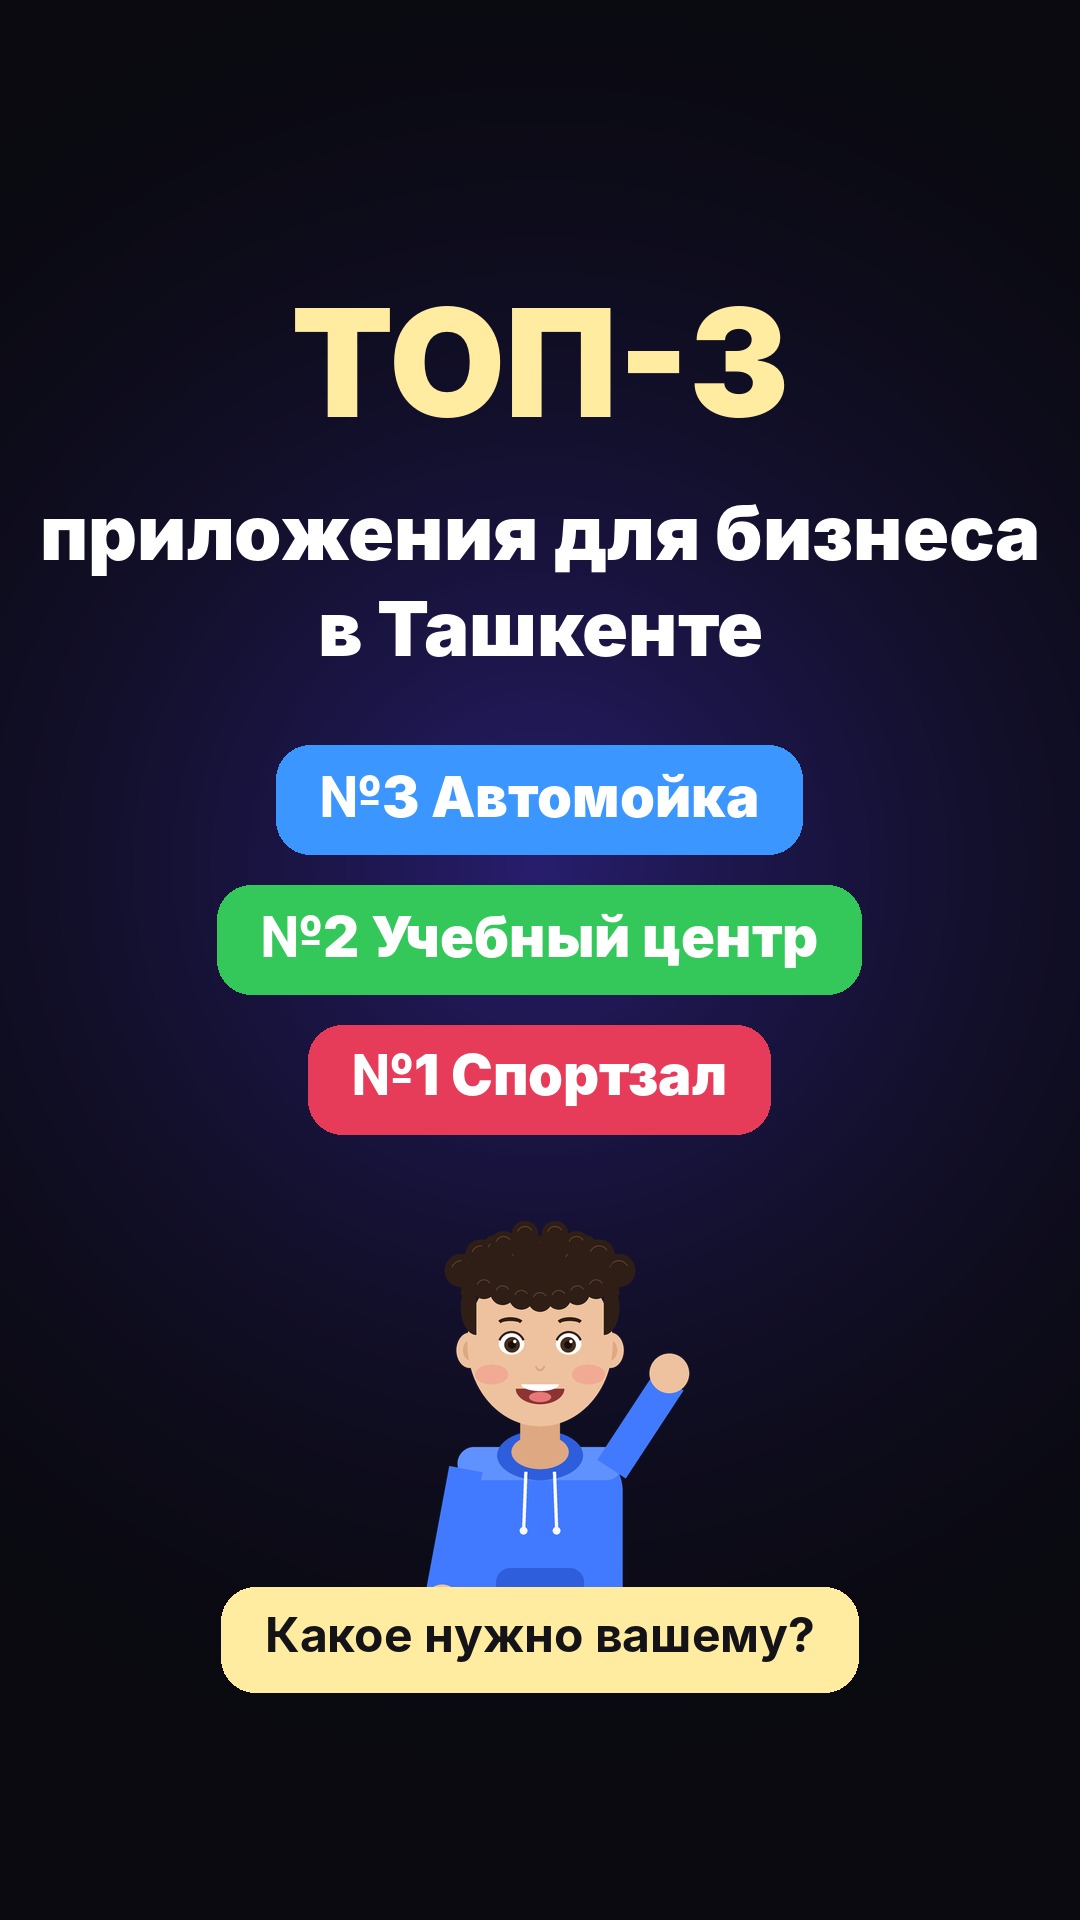 ТОП-3
приложения для бизнеса
в Ташкенте
№3 Автомойка
№2 Учебный центр
№1 Спортзал
Какое нужно вашему?